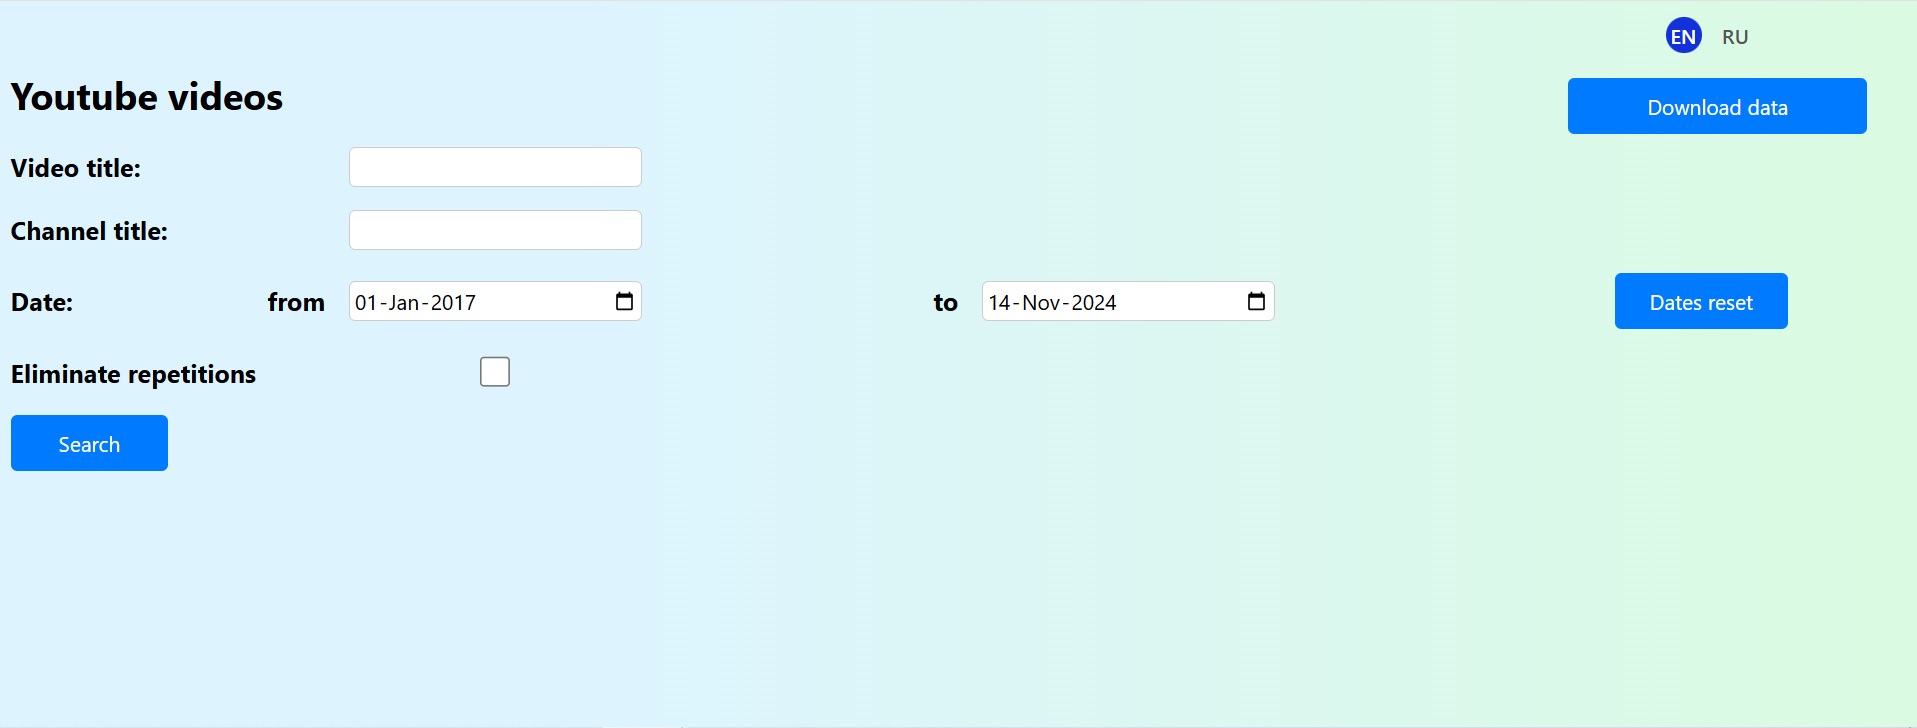 EN RU
Youtube videos
Download data
Video title:
Channel title:
Date: from 01-Jan-2017 to 14-Nov-2024 Dates reset
Eliminate repetitions
Search